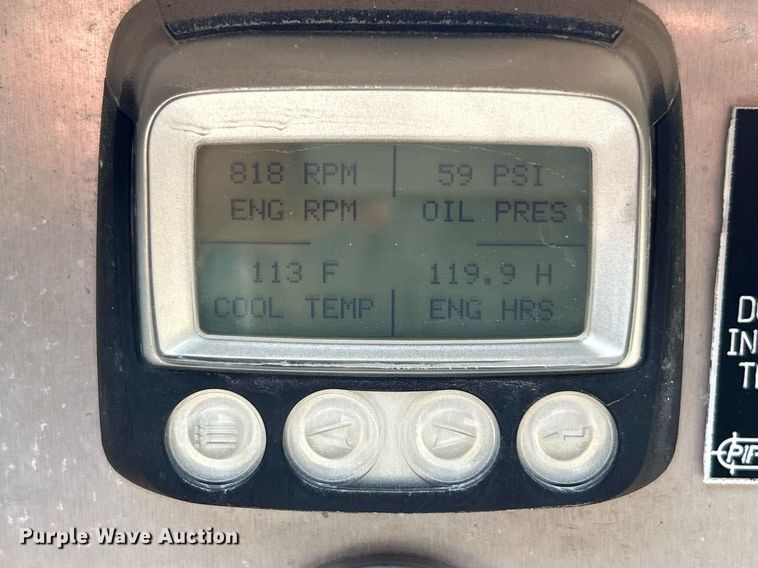 818 RPM
ENG RPM
59 PSI
OIL PRES
113 F
COOL TEMP
119.9 H
ENG HRS
Purple Wave Auction